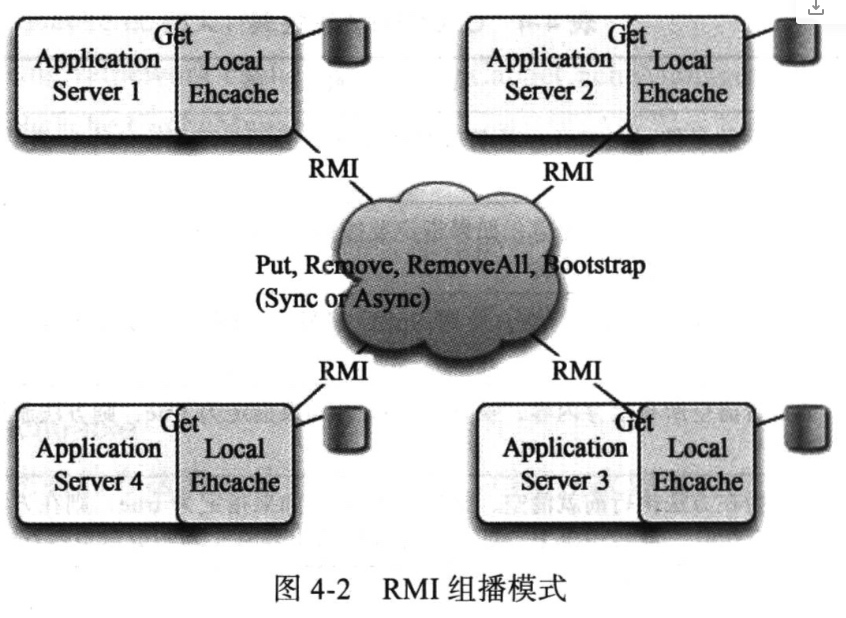 Get
Application
Server 1
Local
Ehcache
Get
Application
Server 2
Local
Ehcache
RMI
RMI
Put, Remove, RemoveAll, Bootstrap
(Sync or Async)
RMI
RMI
Get
Application
Server 4
Local
Ehcache
Get
Application
Server 3
Local
Ehcache
图 4-2 RMI 组播模式